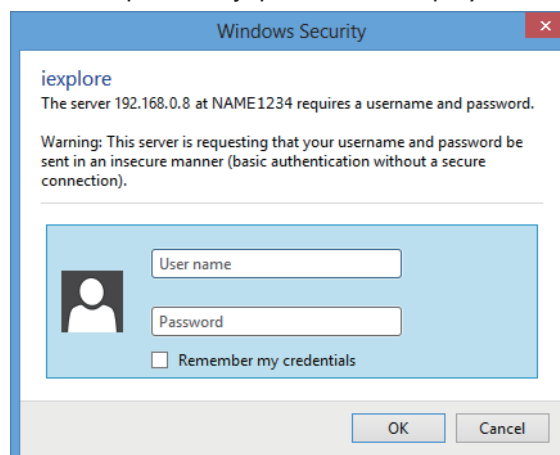 Windows Security
iexplore
The server 192.168.0.8 at NAME1234 requires a username and password.
Warning: This server is requesting that your username and password be
sent in an insecure manner (basic authentication without a secure
connection).
User name
Password
Remember my credentials
OK Cancel